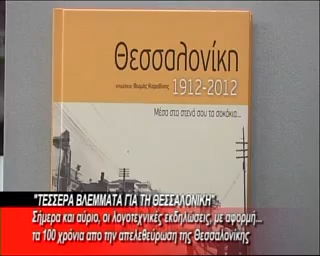 Θεσσαλονίκη
1912-2012
Μέσα στα στενά σου τα σοκάκια...
"ΤΕΣΣΕΡΑ ΒΛΕΜΜΑΤΑ ΓΙΑ ΤΗ ΘΕΣΣΑΛΟΝΙΚΗ"
Σήμερα και αύριο, οι λογοτεχνικές εκδηλώσεις, με αφορμή...
τα 100 χρόνια απο την απελευθέρωση της Θεσσαλονίκης